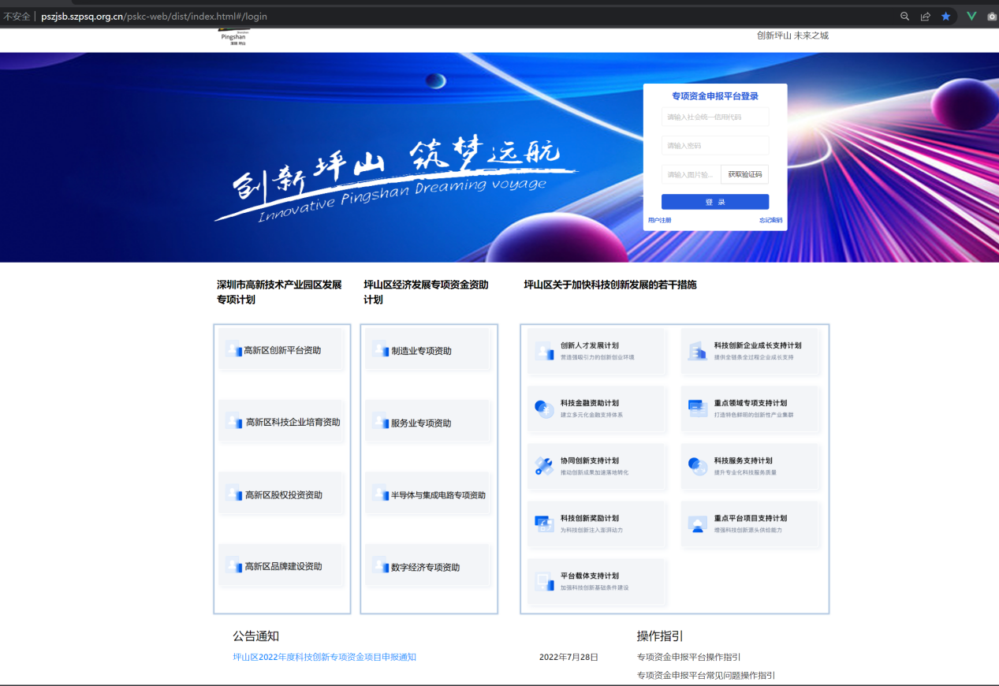 不安全 pszjsb.szpsq.org.cn/pskc-web/dist/index.html#/login
Pingshan
深圳 坪山
创新坪山 未来之城
创新坪山 筑梦远航
Innovative Pingshan Dreaming voyage
专项资金申报平台登录
请输入社会统一信用代码
请输入密码
请输入图片验... 获取验证码
登 录
用户注册 忘记密码
深圳市高新技术产业园区发展
专项计划
高新区创新平台资助
高新区科技企业培育资助
高新区股权投资资助
高新区品牌建设资助
坪山区经济发展专项资金资助
计划
制造业专项资助
服务业专项资助
半导体与集成电路专项资助
数字经济专项资助
坪山区关于加快科技创新发展的若干措施
创新人才发展计划
营造强吸引力的创新创业环境
科技创新企业成长支持计划
提供全链条全过程企业成长支持
科技金融资助计划
建立多元化金融支持体系
重点领域专项支持计划
打造特色鲜明的创新性产业集群
协同创新支持计划
推动创新成果加速落地转化
科技服务支持计划
提升专业化科技服务质量
科技创新奖励计划
为科技创新注入澎湃动力
重点平台项目支持计划
增强科技创新源头供给能力
平台载体支持计划
加强科技创新基础条件建设
公告通知
坪山区2022年度科技创新专项资金项目申报通知 2022年7月28日
操作指引
专项资金申报平台操作指引
专项资金申报平台常见问题操作指引